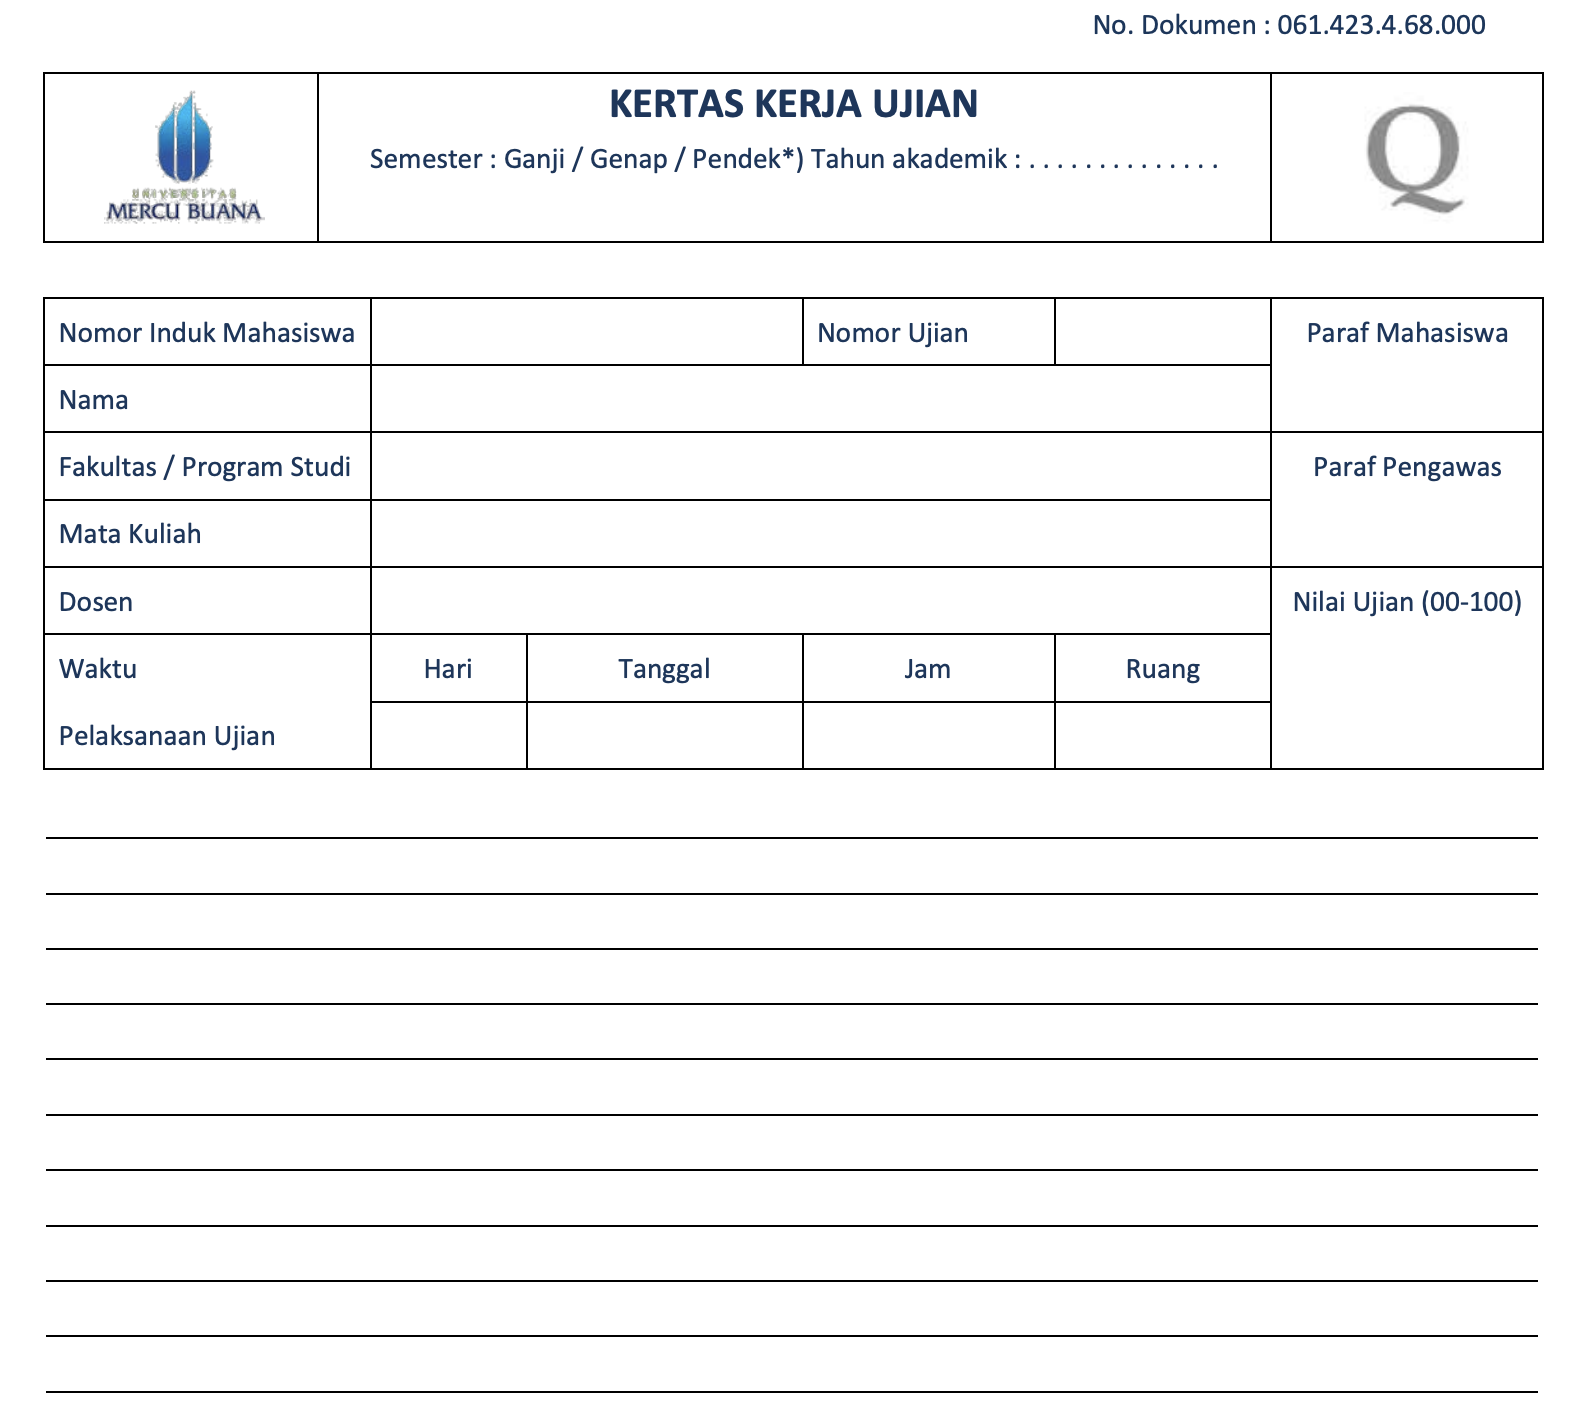 No. Dokumen : 061.423.4.68.000
UNIVERSITAS
MERCU BUANA
KERTAS KERJA UJIAN
Semester : Ganji / Genap / Pendek*) Tahun akademik : . . . . . . . . . . . . . .
Q
Nomor Induk Mahasiswa
Nomor Ujian
Paraf Mahasiswa
Nama
Fakultas / Program Studi
Paraf Pengawas
Mata Kuliah
Dosen
Nilai Ujian (00-100)
Waktu
Hari
Tanggal
Jam
Ruang
Pelaksanaan Ujian